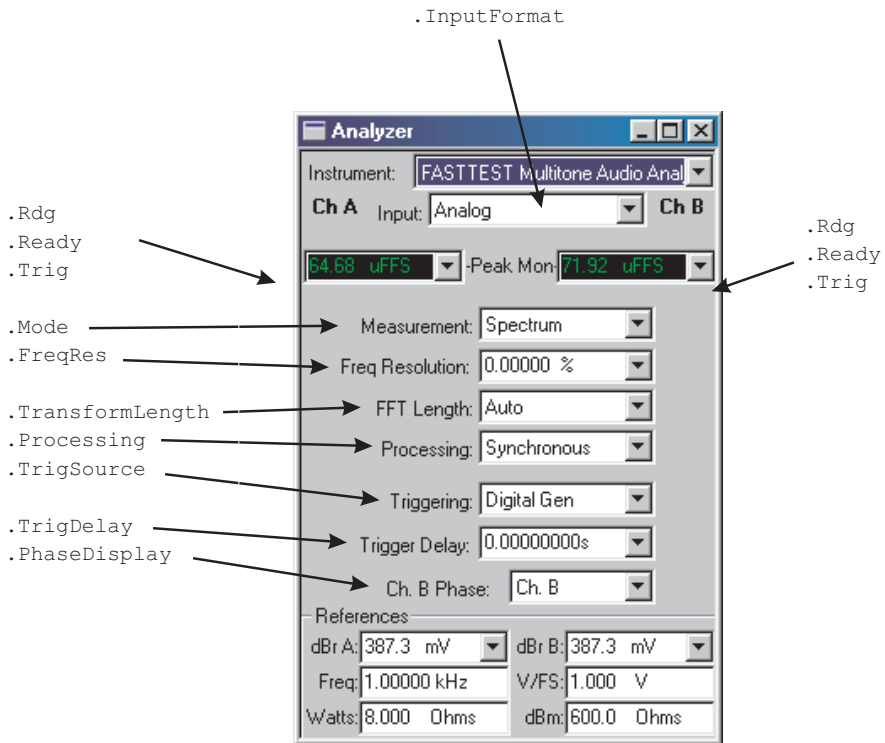 .InputFormat
Analyzer
Instrument: FASTTEST Multitone Audio Anal
Ch A Input: Analog Ch B
.Rdg
.Ready
.Trig
64.68 uFFS -Peak Mon- 71.92 uFFS
.Rdg
.Ready
.Trig
.Mode
Measurement: Spectrum
.FreqRes
Freq Resolution: 0.00000 %
.TransformLength
FFT Length: Auto
.Processing
Processing: Synchronous
.TrigSource
Triggering: Digital Gen
.TrigDelay
Trigger Delay: 0.00000000s
.PhaseDisplay
Ch. B Phase: Ch. B
References
dBr A: 387.3 mV dBr B: 387.3 mV
Freq: 1.00000 kHz V/FS: 1.000 V
Watts: 8.000 Ohms dBm: 600.0 Ohms